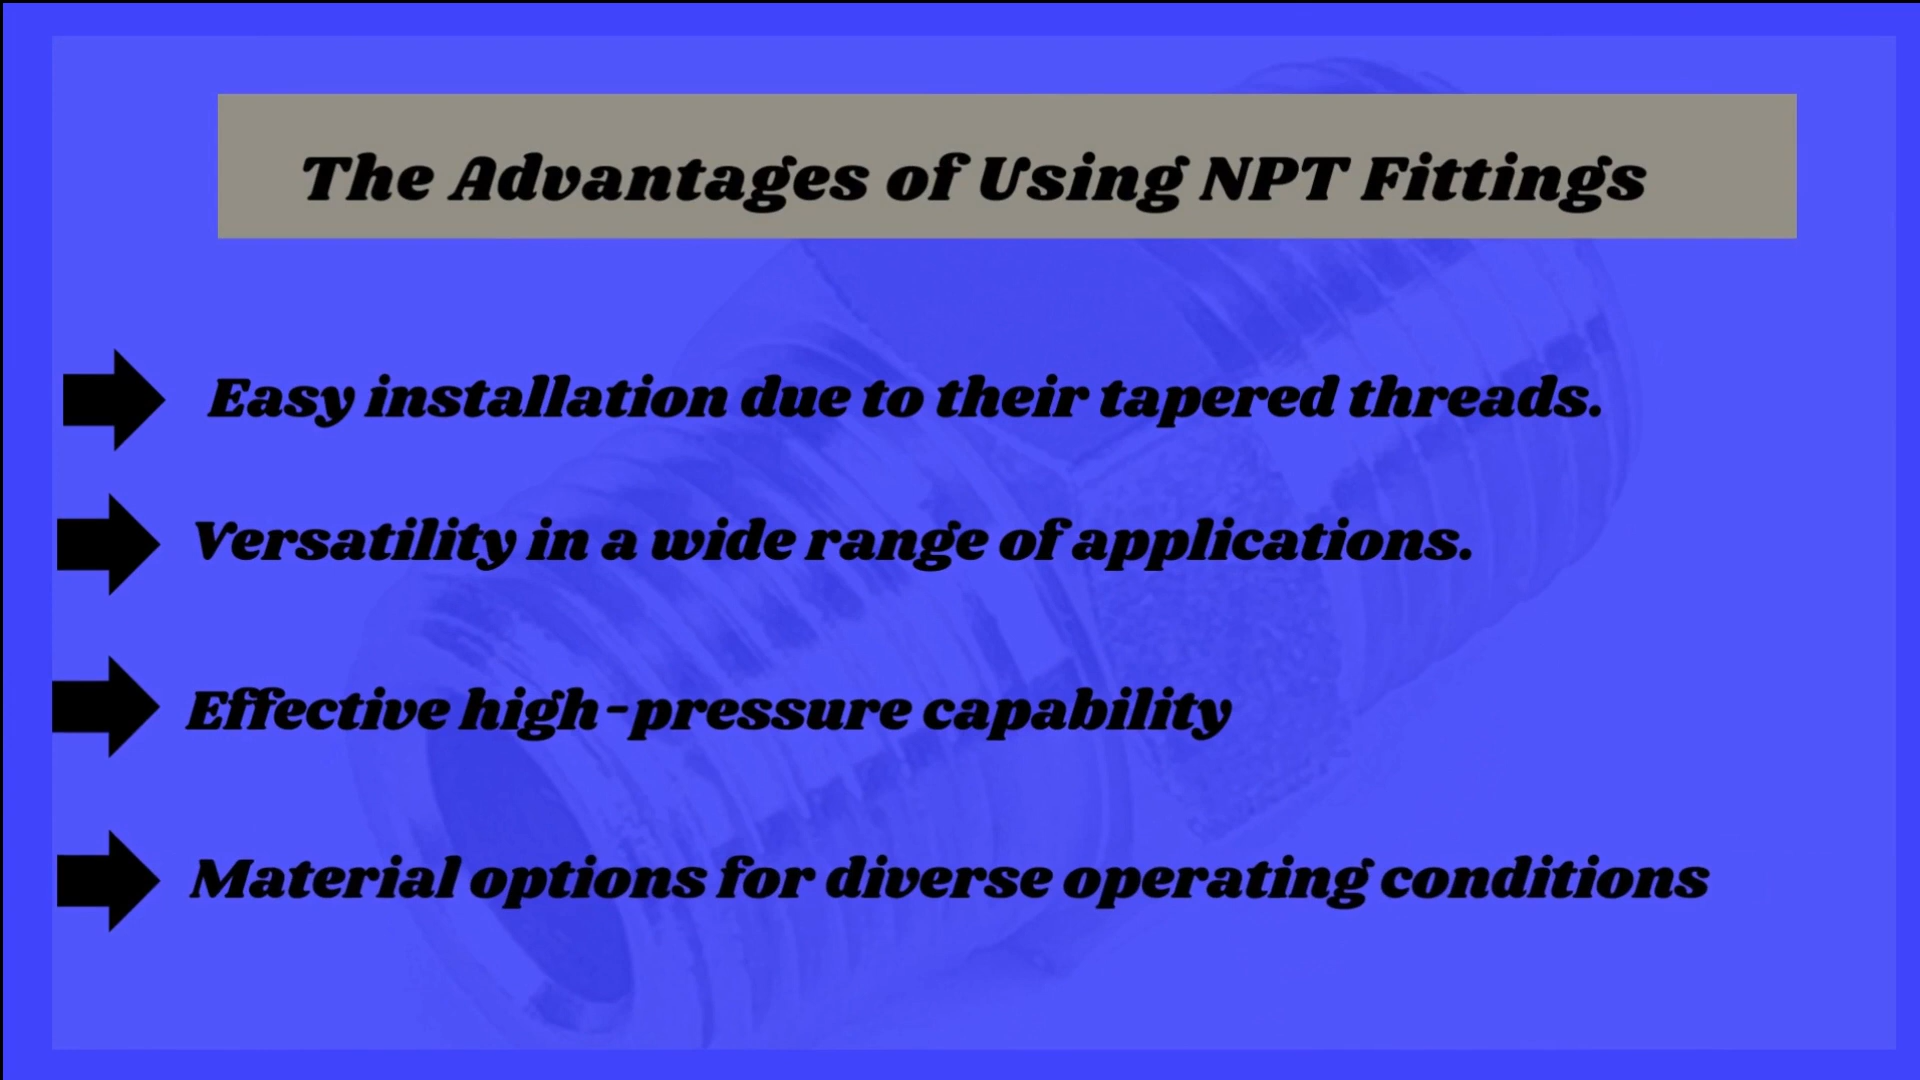 The Advantages of Using NPT Fittings
Easy installation due to their tapered threads.
Versatility in a wide range of applications.
Effective high-pressure capability
Material options for diverse operating conditions